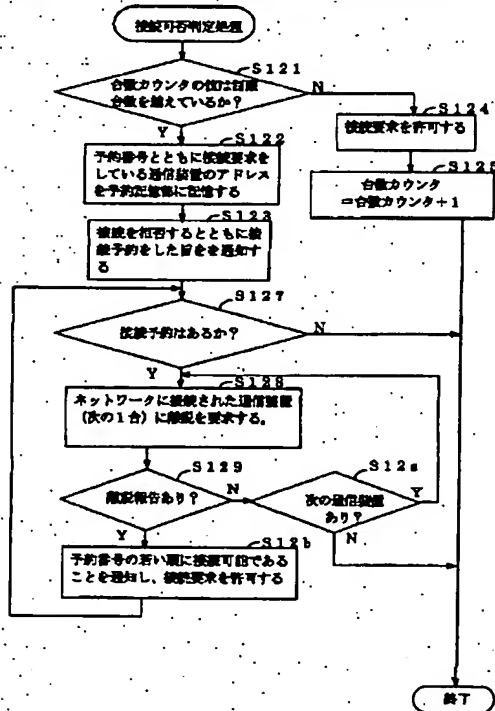 接続可否判定処理
S121
台数カウンタの値は台数
を越えているか?
N
Y
S124
接続要求を許可する
S122
予約番号とともに接続要求を
している通信装置のアドレス
を予約記憶部に記憶する
S125
台数カウンタ
=台数カウンタ+1
S123
接続を拒否するとともに接
続予約をした旨をを通知す
る
S127
接続予約はあるか?
N
Y
S128
ネットワークに接続された通信装置
(次の1台)に離脱を要求する。
S129
離脱報告あり?
N
Y
S12a
次の通信装置
あり?
Y
N
S12b
予約番号の若い順に接続可能である
ことを通知し、接続要求を許可する
終了